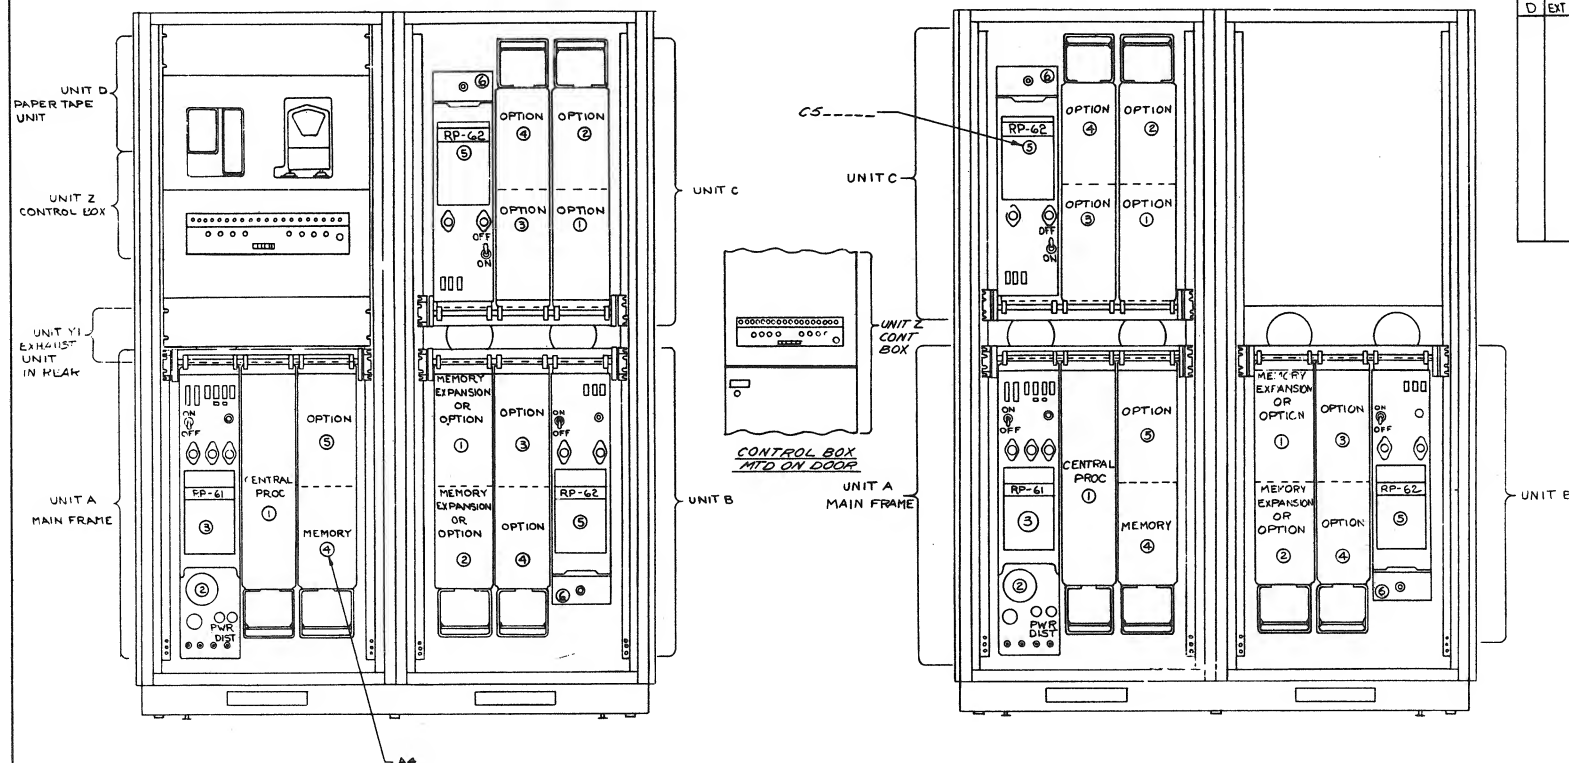 D EXT
UNIT D
PAPER TAPE
UNIT
UNIT Z
CONTROL BOX
UNIT Y1
EXHAUST
UNIT
IN REAR
UNIT A
MAIN FRAME
⑥
RP-62
⑤
OPTION
④
OPTION
②
OPTION
③
OPTION
①
OFF
ON
UNIT C
ON
OFF
RP-61
③
②
PWR
DIST
CENTRAL
PROC
①
OPTION
⑤
MEMORY
④
MEMORY
EXPANSION
OR
OPTION
①
MEMORY
EXPANSION
OR
OPTION
②
OPTION
③
OPTION
④
ON
OFF
RP-62
⑤
⑥
UNIT B
UNIT Z
CONT
BOX
CONTROL BOX
MTD ON DOOR
C5
UNIT C
⑥
RP-62
⑤
OPTION
④
OPTION
②
OPTION
③
OPTION
①
OFF
ON
UNIT A
MAIN FRAME
ON
OFF
RP-61
③
②
PWR
DIST
CENTRAL
PROC
①
OPTION
⑤
MEMORY
④
MEMORY
EXPANSION
OR
OPTION
①
MEMORY
EXPANSION
OR
OPTION
②
OPTION
③
OPTION
④
ON
OFF
RP-62
⑤
⑥
UNIT B